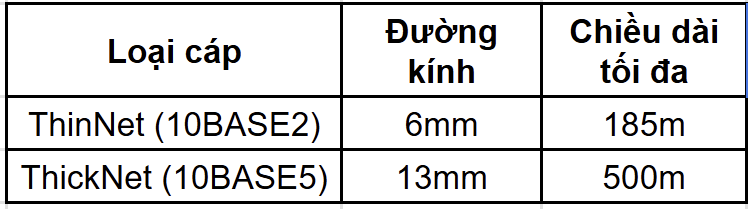 Loại cáp
Đường
kính
Chiều dài
tối đa
ThinNet (10BASE2)
6mm
185m
ThickNet (10BASE5)
13mm
500m